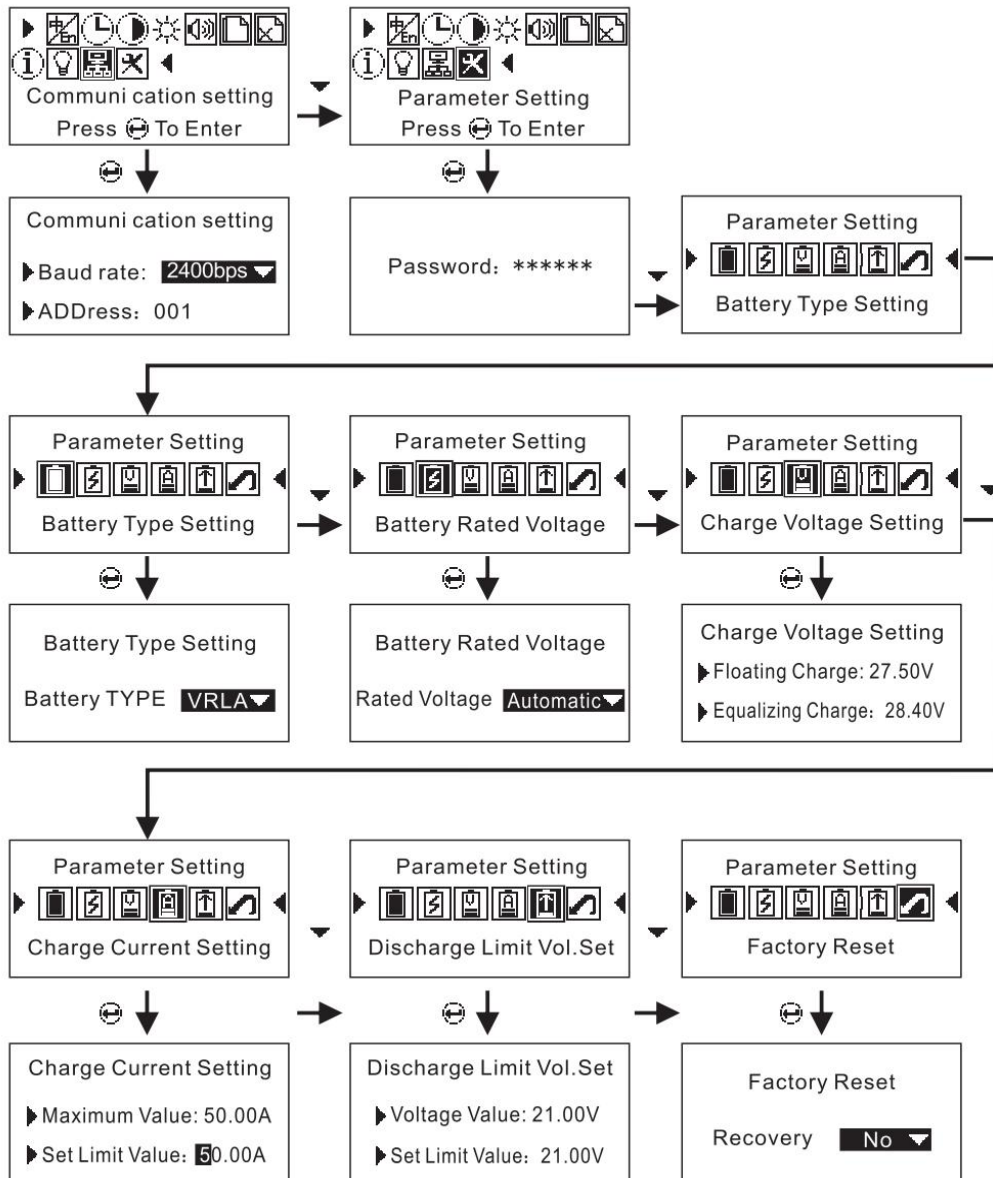 中/En
i
Communi cation setting
Press To Enter
中/En
i
Parameter Setting
Press To Enter
Communi cation setting
Baud rate: 2400bps
ADDress: 001
Password: ******
Parameter Setting
V A
Battery Type Setting
Parameter Setting
V A
Battery Type Setting
Parameter Setting
V A
Battery Rated Voltage
Parameter Setting
V A
Charge Voltage Setting
Battery Type Setting
Battery TYPE VRLA
Battery Rated Voltage
Rated Voltage Automatic
Charge Voltage Setting
Floating Charge: 27.50V
Equalizing Charge: 28.40V
Parameter Setting
V A
Charge Current Setting
Parameter Setting
V A
Discharge Limit Vol.Set
Parameter Setting
V A
Factory Reset
Charge Current Setting
Maximum Value: 50.00A
Set Limit Value: 50.00A
Discharge Limit Vol.Set
Voltage Value: 21.00V
Set Limit Value: 21.00V
Factory Reset
Recovery No